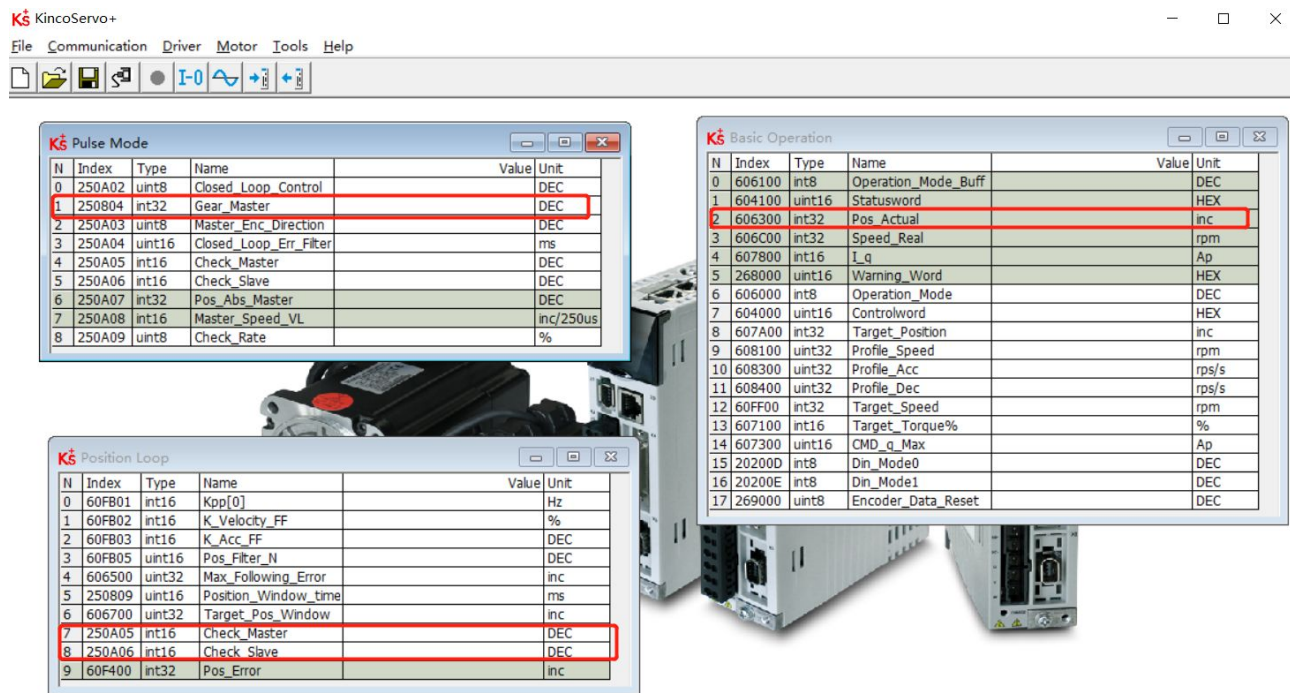 KS+ KincoServo+
File Communication Driver Motor Tools Help
I-0
KS+ Pulse Mode
N Index Type Name Value Unit
0 250A02 uint8 Closed_Loop_Control DEC
1 250804 int32 Gear_Master DEC
2 250A03 uint8 Master_Enc_Direction DEC
3 250A04 uint16 Closed_Loop_Err_Filter ms
4 250A05 int16 Check_Master DEC
5 250A06 int16 Check_Slave DEC
6 250A07 int32 Pos_Abs_Master DEC
7 250A08 int16 Master_Speed_VL inc/250us
8 250A09 uint8 Check_Rate %
KS+ Basic Operation
N Index Type Name Value Unit
0 606100 int8 Operation_Mode_Buff DEC
1 604100 uint16 Statusword HEX
2 606300 int32 Pos_Actual inc
3 606C00 int32 Speed_Real rpm
4 607800 int16 I_q Ap
5 268000 uint16 Warning_Word HEX
6 606000 int8 Operation_Mode DEC
7 604000 uint16 Controlword HEX
8 607A00 int32 Target_Position inc
9 608100 uint32 Profile_Speed rpm
10 608300 uint32 Profile_Acc rps/s
11 608400 uint32 Profile_Dec rps/s
12 60FF00 int32 Target_Speed rpm
13 607100 int16 Target_Torque% %
14 607300 uint16 CMD_q_Max Ap
15 20200D int8 Din_Mode0 DEC
16 20200E int8 Din_Mode1 DEC
17 269000 uint8 Encoder_Data_Reset DEC
KS+ Position Loop
N Index Type Name Value Unit
0 60FB01 int16 Kpp[0] Hz
1 60FB02 int16 K_Velocity_FF %
2 60FB03 int16 K_Acc_FF DEC
3 60FB05 uint16 Pos_Filter_N DEC
4 606500 uint32 Max_Following_Error inc
5 250809 uint16 Position_Window_time ms
6 606700 uint32 Target_Pos_Window inc
7 250A05 int16 Check_Master DEC
8 250A06 int16 Check_Slave DEC
9 60F400 int32 Pos_Error inc